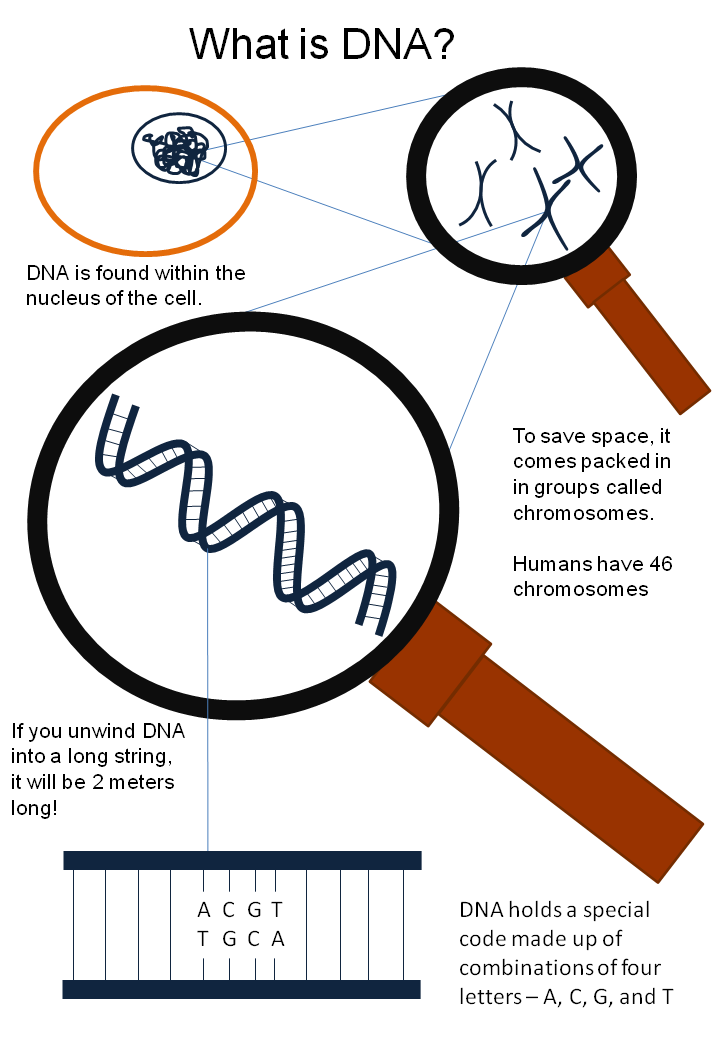 What is DNA?
DNA is found within the
nucleus of the cell.
To save space, it
comes packed in
in groups called
chromosomes.
Humans have 46
chromosomes
If you unwind DNA
into a long string,
it will be 2 meters
long!
A C G T
T G C A
DNA holds a special
code made up of
combinations of four
letters – A, C, G, and T